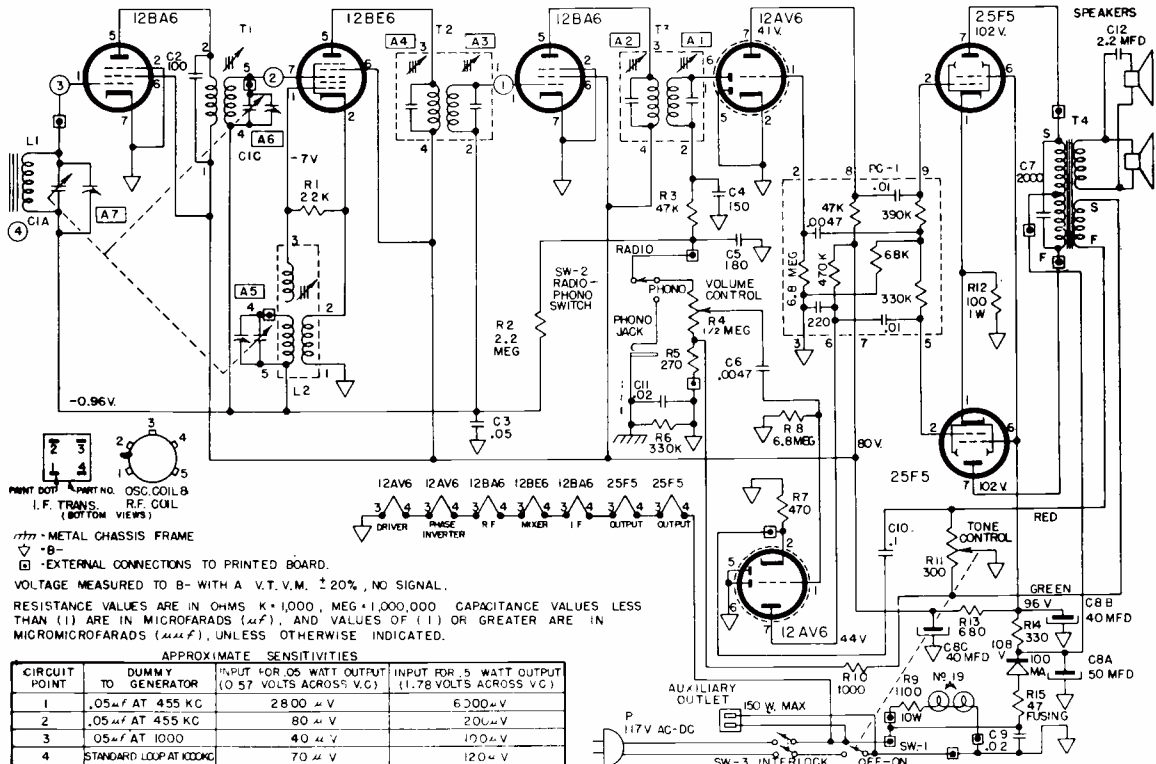 12BA6
T1
12BE6
T2
12BA6
T3
12AV6
41V.
25F5
102V.
SPEAKERS
C12
2.2 MFD
C2
100
A4
A3
A2
A1
A6
C1C
-7V
R1
22K
L1
C1A
A7
A5
L2
R3
47K
C4
150
C5
180
RADIO
PHONO
SW-2
RADIO-
PHONO
SWITCH
PHONO
JACK
VOLUME
CONTROL
R4
1/2 MEG
R2
2.2
MEG
R5
270
C11
.02
R6
330K
C6
.0047
R8
6.8MEG
C3
.05
-0.96V.
PC-1
.01
47K
390K
.0047
6.8 MEG
470K
68K
330K
220
.01
R12
100
1W
C7
2000
T4
S
F
S
F
80V.
25F5
102V.
2 3
1 4
PAINT DOT
PART NO.
I.F. TRANS.
OSC. COIL &
R.F. COIL
(BOTTOM VIEWS)
12AV6 12AV6 12BA6 12BE6 12BA6 25F5 25F5
DRIVER
PHASE
INVERTER
RF
MIXER
IF
OUTPUT
OUTPUT
R7
470
12AV6
44V.
C10
.1
R11
300
TONE
CONTROL
RED
GREEN
96 V
R13
680
C8C
40 MFD
C8B
40MFD
R14
330
108
V
100
MA
C8A
50 MFD
R15
47
FUSING
C9
.02
R9
1100
10W
Nº 19
R10
1000
AUXILIARY
OUTLET
150 W. MAX
P
117V AC-DC
SW-3 INTERLOCK
SW-1
OFF-ON
- METAL CHASSIS FRAME
- B-
- EXTERNAL CONNECTIONS TO PRINTED BOARD.
VOLTAGE MEASURED TO B- WITH A V.T.V.M. ±20%, NO SIGNAL.
RESISTANCE VALUES ARE IN OHMS K=1,000, MEG=1,000,000 CAPACITANCE VALUES LESS
THAN (1) ARE IN MICROFARADS (µf), AND VALUES OF (1) OR GREATER ARE IN
MICROMICROFARADS (µµf), UNLESS OTHERWISE INDICATED.
APPROXIMATE SENSITIVITIES
CIRCUIT POINT DUMMY TO GENERATOR INPUT FOR .05 WATT OUTPUT (0.57 VOLTS ACROSS V.C) INPUT FOR .5 WATT OUTPUT (1.78 VOLTS ACROSS V.C)
1 .05µf AT 455 KC 2800 µV 6000µV
2 .05µf AT 455 KC 80 µV 200µV
3 .05µf AT 1000 40 µV 100µV
4 STANDARD LOOP AT 1000KC 70 µV 120µV